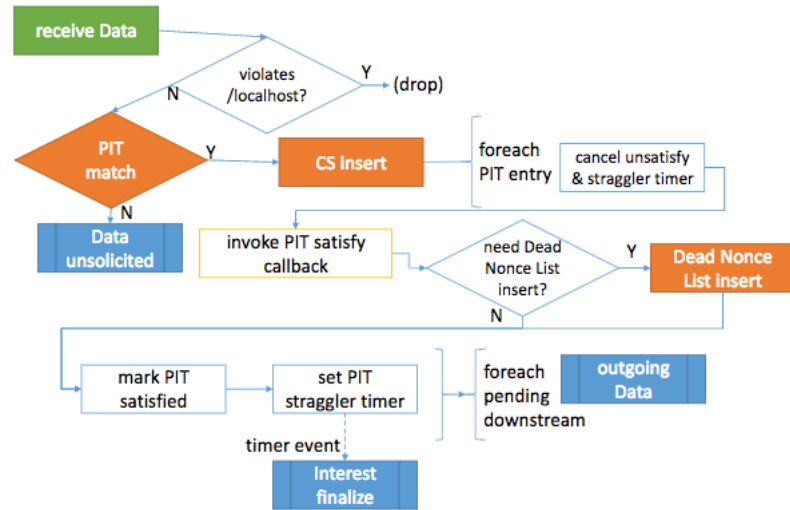 receive Data
violates
/localhost?
Y
(drop)
N
PIT
match
Y
CS insert
foreach
PIT entry
cancel unsatisfy
& straggler timer
N
Data
unsolicited
invoke PIT satisfy
callback
need Dead
Nonce List
insert?
Y
Dead Nonce
List insert
N
mark PIT
satisfied
set PIT
straggler timer
foreach
pending
downstream
outgoing
Data
timer event
Interest
finalize